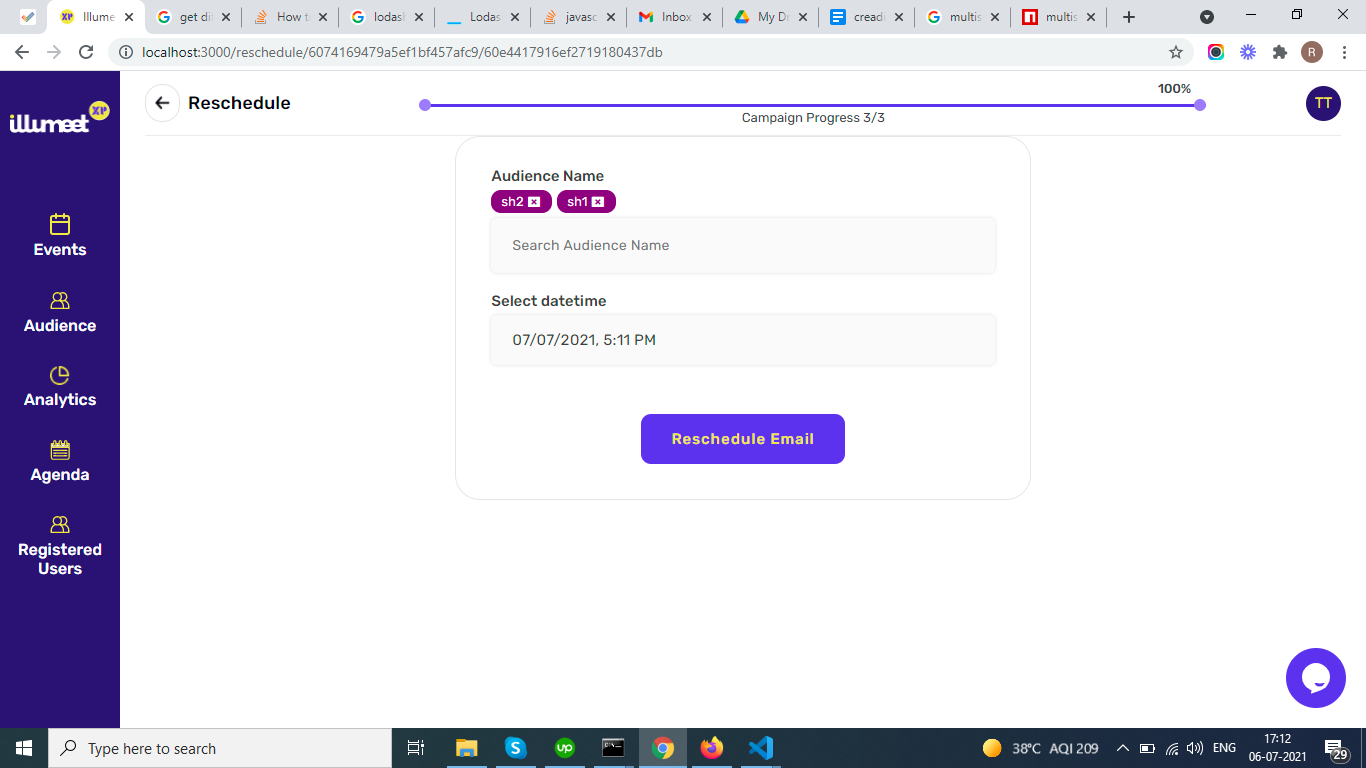 Illume
get dif
How t
lodash
Lodas
javasc
Inbox
My Dr
creadi
multis
multis
localhost:3000/reschedule/6074169479a5ef1bf457afc9/60e4417916ef2719180437db
R
illumeet XP
Reschedule
100%
Campaign Progress 3/3
TT
Events
Audience
Analytics
Agenda
Registered
Users
Audience Name
sh2 sh1
Search Audience Name
Select datetime
07/07/2021, 5:11 PM
Reschedule Email
Type here to search
38°C AQI 209
ENG
17:12
06-07-2021
29